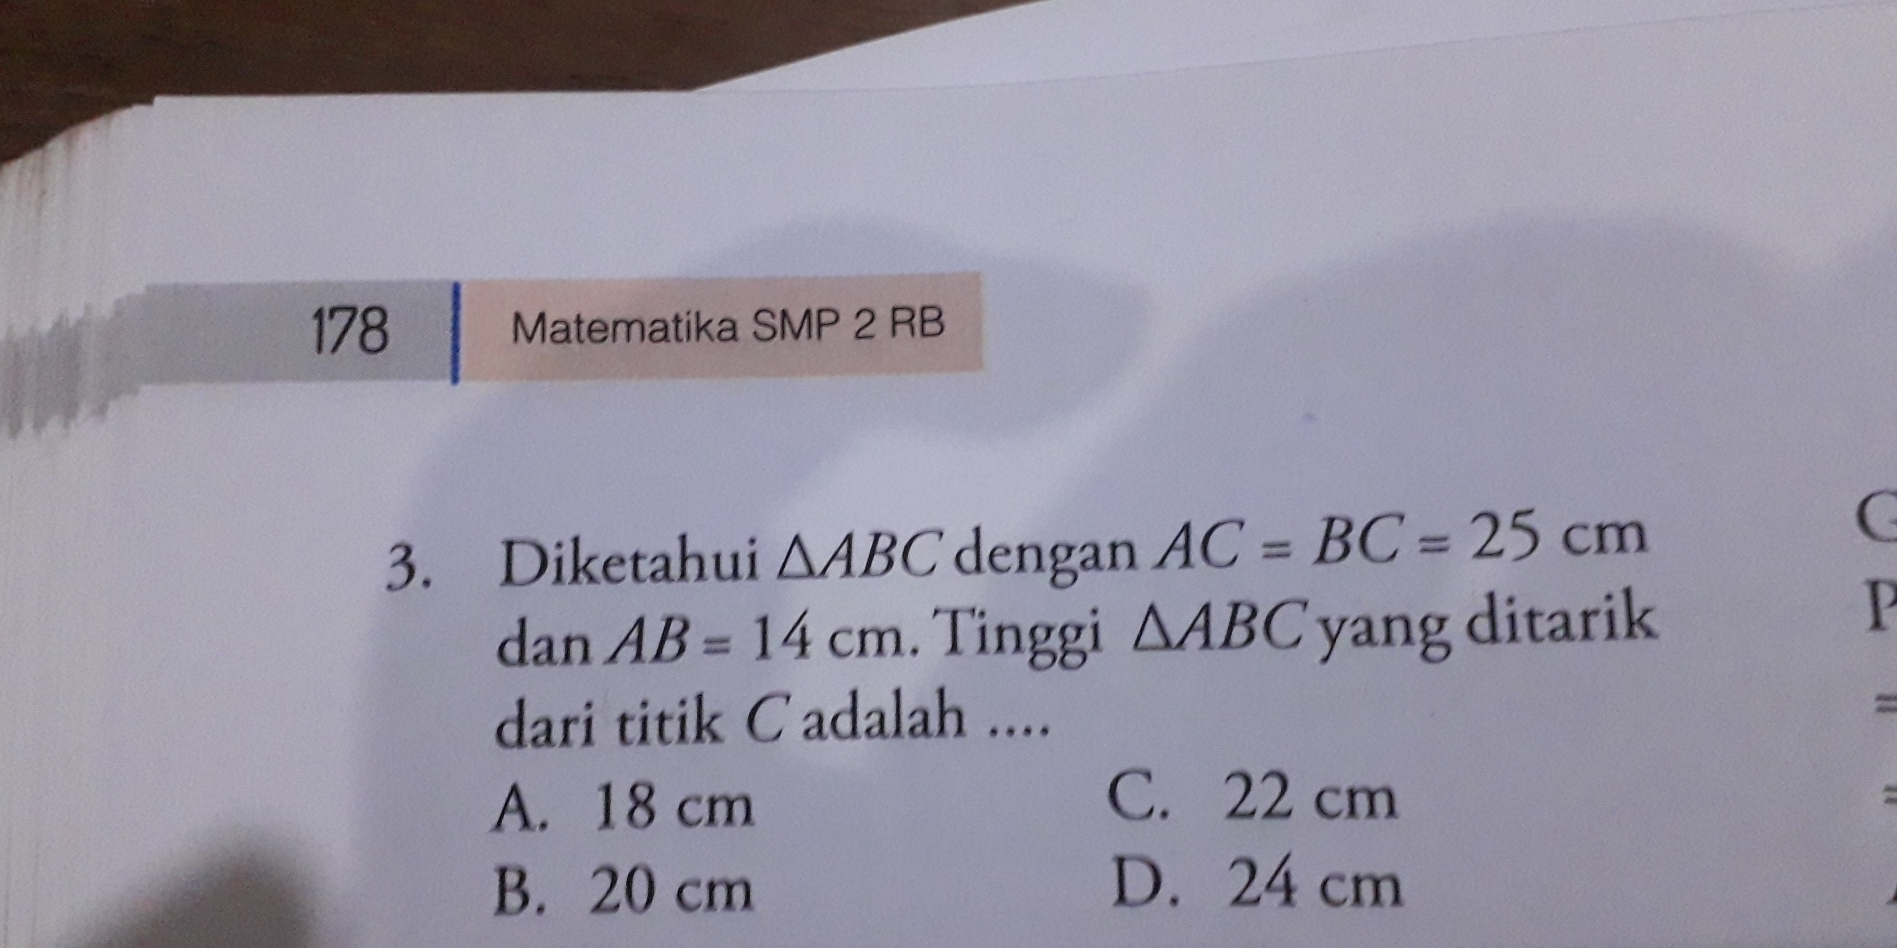 178 Matematika SMP 2 RB
3. Diketahui △ABC dengan AC = BC = 25 cm
dan AB = 14 cm. Tinggi △ABC yang ditarik
dari titik C adalah ....
A. 18 cm C. 22 cm
B. 20 cm D. 24 cm